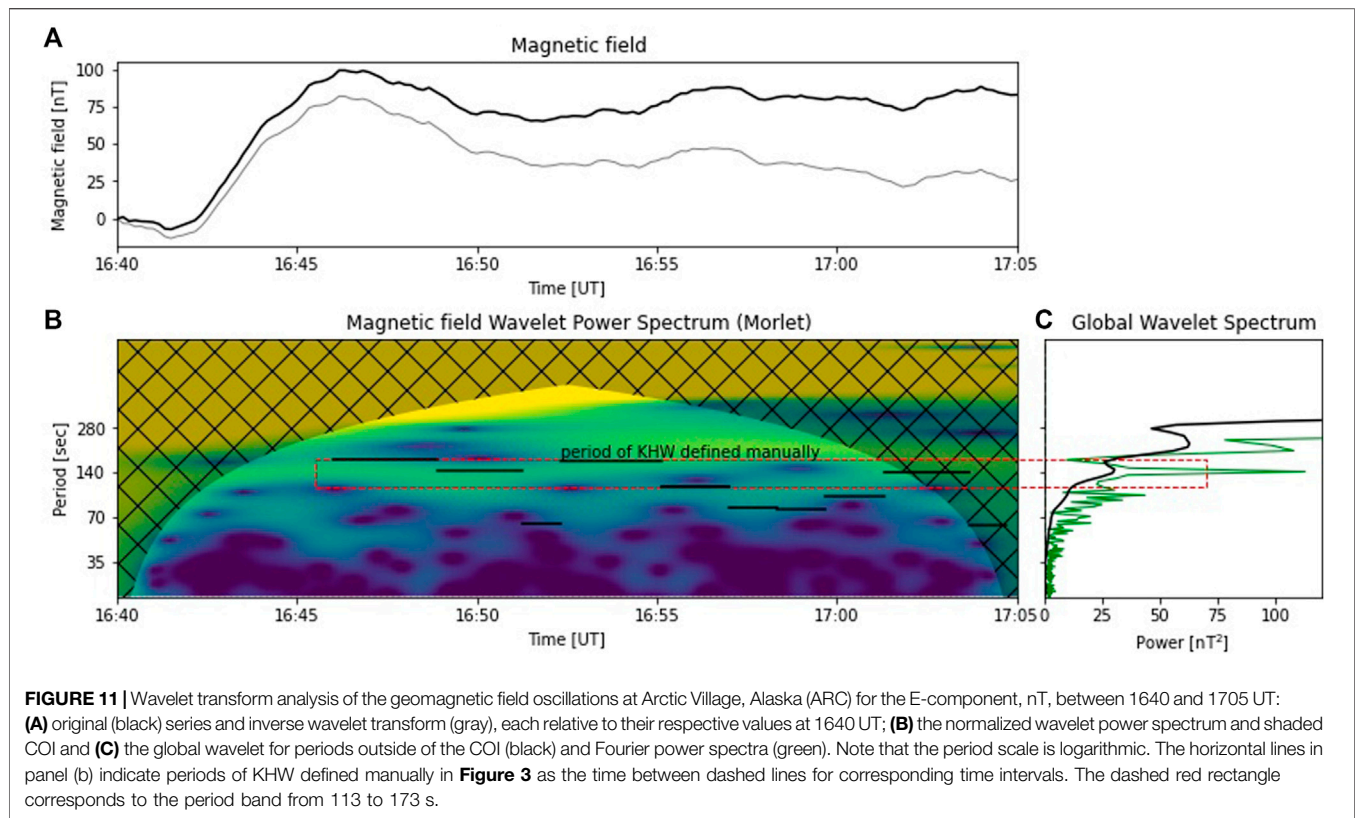 A
Magnetic field
Magnetic field [nT]
100
75
50
25
0
16:40 16:45 16:50 16:55 17:00 17:05
Time [UT]
B
Magnetic field Wavelet Power Spectrum (Morlet)
Period [sec]
280
140
70
35
period of KHW defined manually
16:40 16:45 16:50 16:55 17:00 17:05
Time [UT]
C
Global Wavelet Spectrum
0 25 50 75 100
Power [nT²]
FIGURE 11 | Wavelet transform analysis of the geomagnetic field oscillations at Arctic Village, Alaska (ARC) for the E-component, nT, between 1640 and 1705 UT:
(A) original (black) series and inverse wavelet transform (gray), each relative to their respective values at 1640 UT; (B) the normalized wavelet power spectrum and shaded
COI and (C) the global wavelet for periods outside of the COI (black) and Fourier power spectra (green). Note that the period scale is logarithmic. The horizontal lines in
panel (b) indicate periods of KHW defined manually in Figure 3 as the time between dashed lines for corresponding time intervals. The dashed red rectangle
corresponds to the period band from 113 to 173 s.